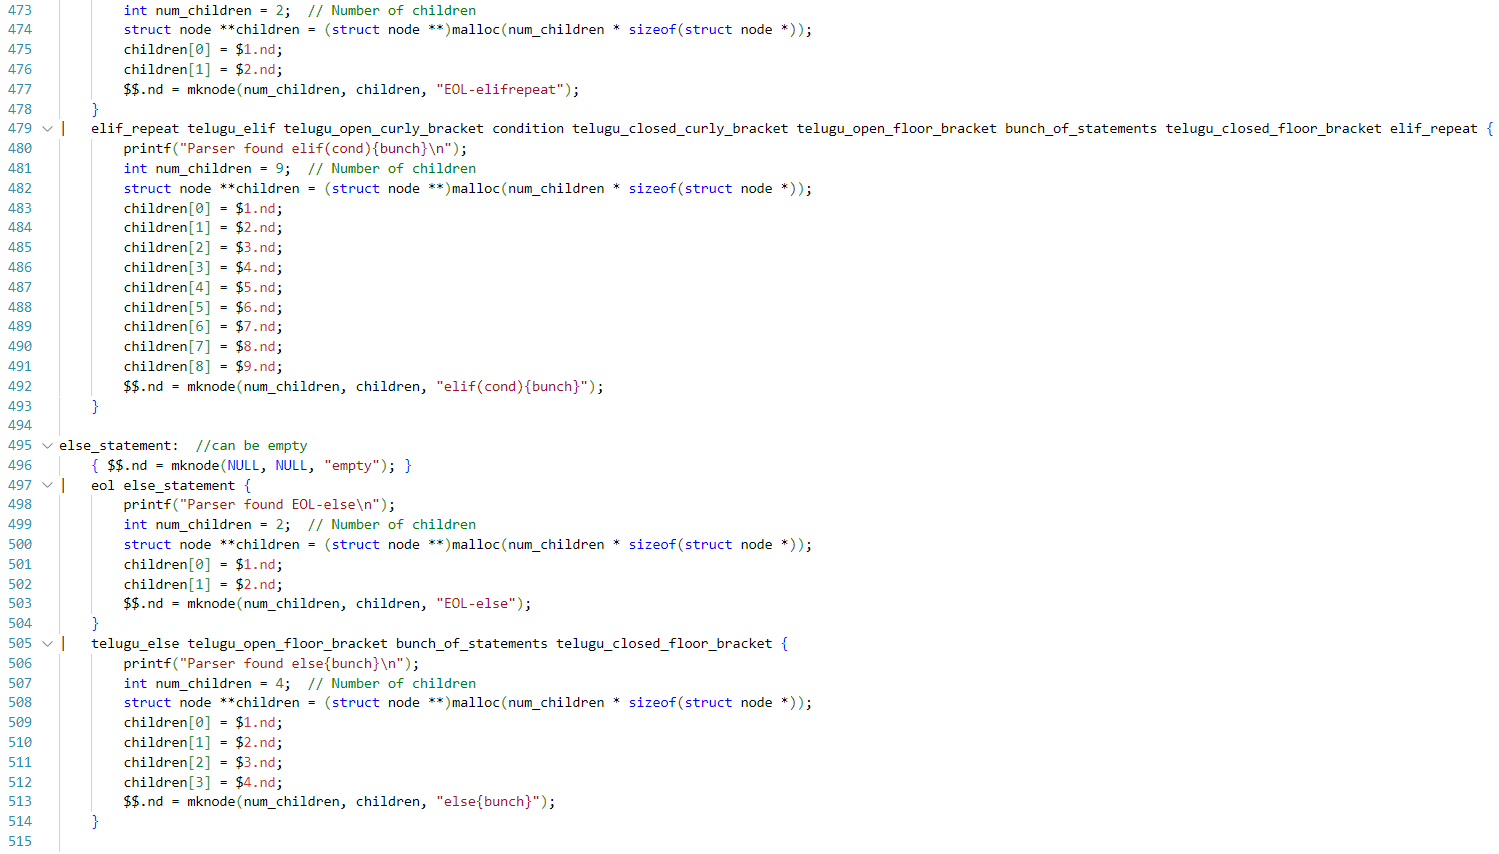 473 int num_children = 2;  // Number of children
474 struct node **children = (struct node **)malloc(num_children * sizeof(struct node *));
475 children[0] = $1.nd;
476 children[1] = $2.nd;
477 $$.nd = mknode(num_children, children, "EOL-elifrepeat");
478 }
479 | elif_repeat telugu_elif telugu_open_curly_bracket condition telugu_closed_curly_bracket telugu_open_floor_bracket bunch_of_statements telugu_closed_floor_bracket elif_repeat {
480 printf("Parser found elif(cond){bunch}\n");
481 int num_children = 9;  // Number of children
482 struct node **children = (struct node **)malloc(num_children * sizeof(struct node *));
483 children[0] = $1.nd;
484 children[1] = $2.nd;
485 children[2] = $3.nd;
486 children[3] = $4.nd;
487 children[4] = $5.nd;
488 children[5] = $6.nd;
489 children[6] = $7.nd;
490 children[7] = $8.nd;
491 children[8] = $9.nd;
492 $$.nd = mknode(num_children, children, "elif(cond){bunch}");
493 }
494
495 else_statement:  //can be empty
496 { $$.nd = mknode(NULL, NULL, "empty"); }
497 | eol else_statement {
498 printf("Parser found EOL-else\n");
499 int num_children = 2;  // Number of children
500 struct node **children = (struct node **)malloc(num_children * sizeof(struct node *));
501 children[0] = $1.nd;
502 children[1] = $2.nd;
503 $$.nd = mknode(num_children, children, "EOL-else");
504 }
505 | telugu_else telugu_open_floor_bracket bunch_of_statements telugu_closed_floor_bracket {
506 printf("Parser found else{bunch}\n");
507 int num_children = 4;  // Number of children
508 struct node **children = (struct node **)malloc(num_children * sizeof(struct node *));
509 children[0] = $1.nd;
510 children[1] = $2.nd;
511 children[2] = $3.nd;
512 children[3] = $4.nd;
513 $$.nd = mknode(num_children, children, "else{bunch}");
514 }
515